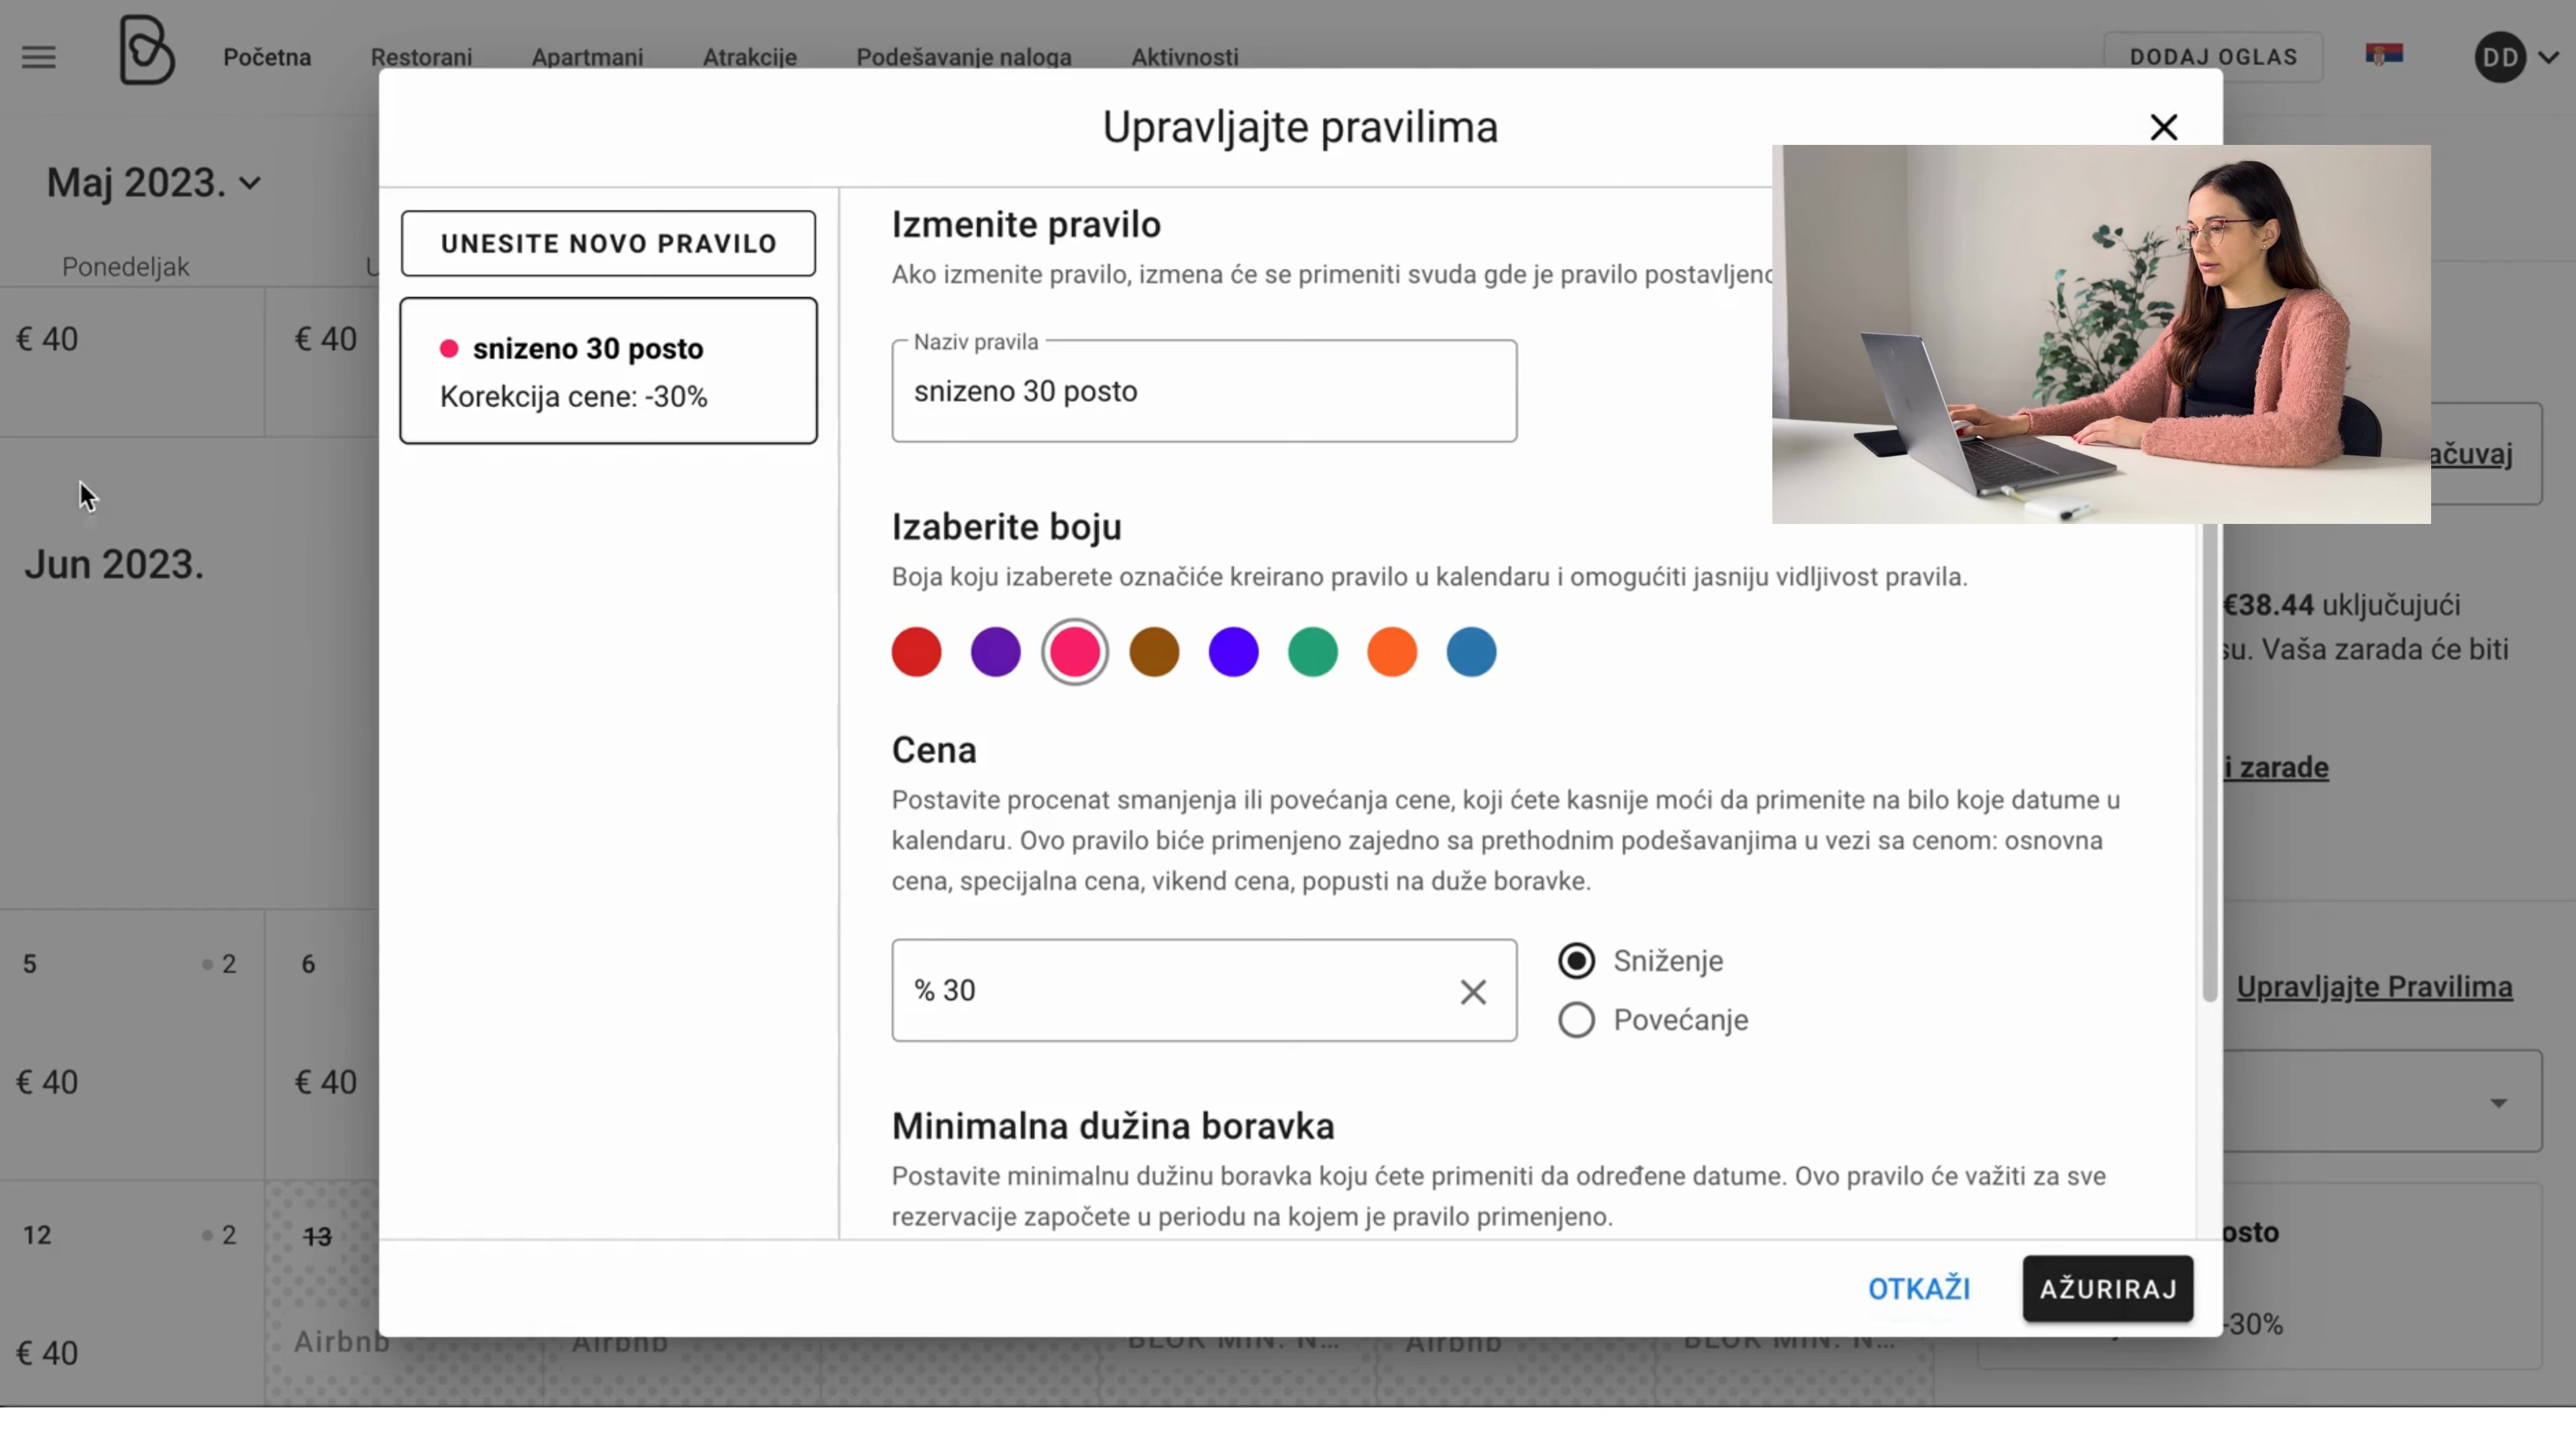 Početna Restorani Apartmani Atrakcije Podešavanje naloga Aktivnosti DODAJ OGLAS DD
Upravljajte pravilima
Maj 2023.
Ponedeljak
€ 40
€ 40
Jun 2023.
5 2 6
€ 40
€ 40
12 2 13
€ 40
Airbnb
Airbnb
BLOK MIN. N...
Airbnb
BLOK MIN. N...
UNESITE NOVO PRAVILO
snizeno 30 posto
Korekcija cene: -30%
Izmenite pravilo
Ako izmenite pravilo, izmena će se primeniti svuda gde je pravilo postavljeno
Naziv pravila
snizeno 30 posto
Izaberite boju
Boja koju izaberete označiće kreirano pravilo u kalendaru i omogućiti jasniju vidljivost pravila.
Cena
Postavite procenat smanjenja ili povećanja cene, koji ćete kasnije moći da primenite na bilo koje datume u
kalendaru. Ovo pravilo biće primenjeno zajedno sa prethodnim podešavanjima u vezi sa cenom: osnovna
cena, specijalna cena, vikend cena, popusti na duže boravke.
% 30
Sniženje
Povećanje
Minimalna dužina boravka
Postavite minimalnu dužinu boravka koju ćete primeniti da određene datume. Ovo pravilo će važiti za sve
rezervacije započete u periodu na kojem je pravilo primenjeno.
OTKAŽI
AŽURIRAJ
ačuvaj
€38.44 uključujući
su. Vaša zarada će biti
i zarade
Upravljajte Pravilima
osto
-30%